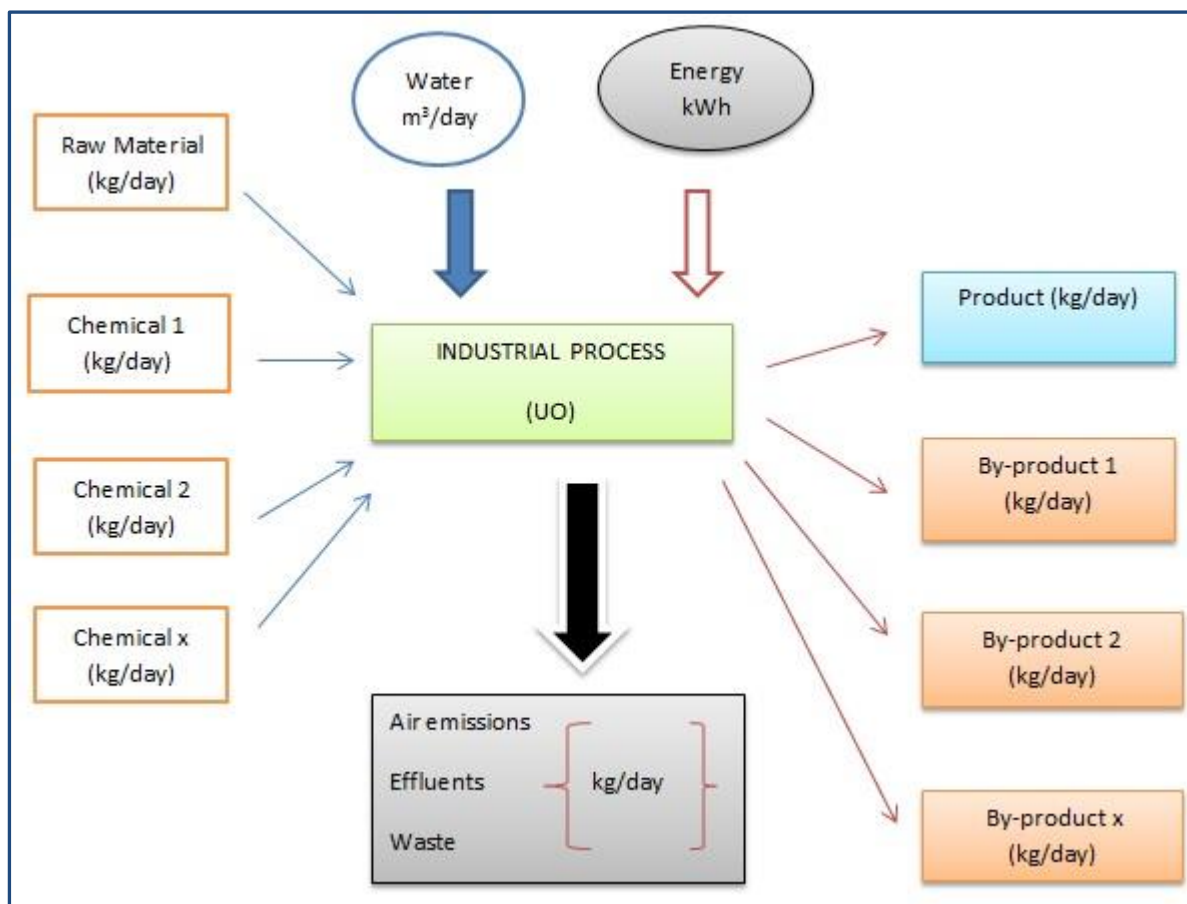 Water
m³/day
Energy
kWh
Raw Material
(kg/day)
Chemical 1
(kg/day)
Chemical 2
(kg/day)
Chemical x
(kg/day)
INDUSTRIAL PROCESS
(UO)
Product (kg/day)
By-product 1
(kg/day)
By-product 2
(kg/day)
By-product x
(kg/day)
Air emissions
Effluents
kg/day
Waste